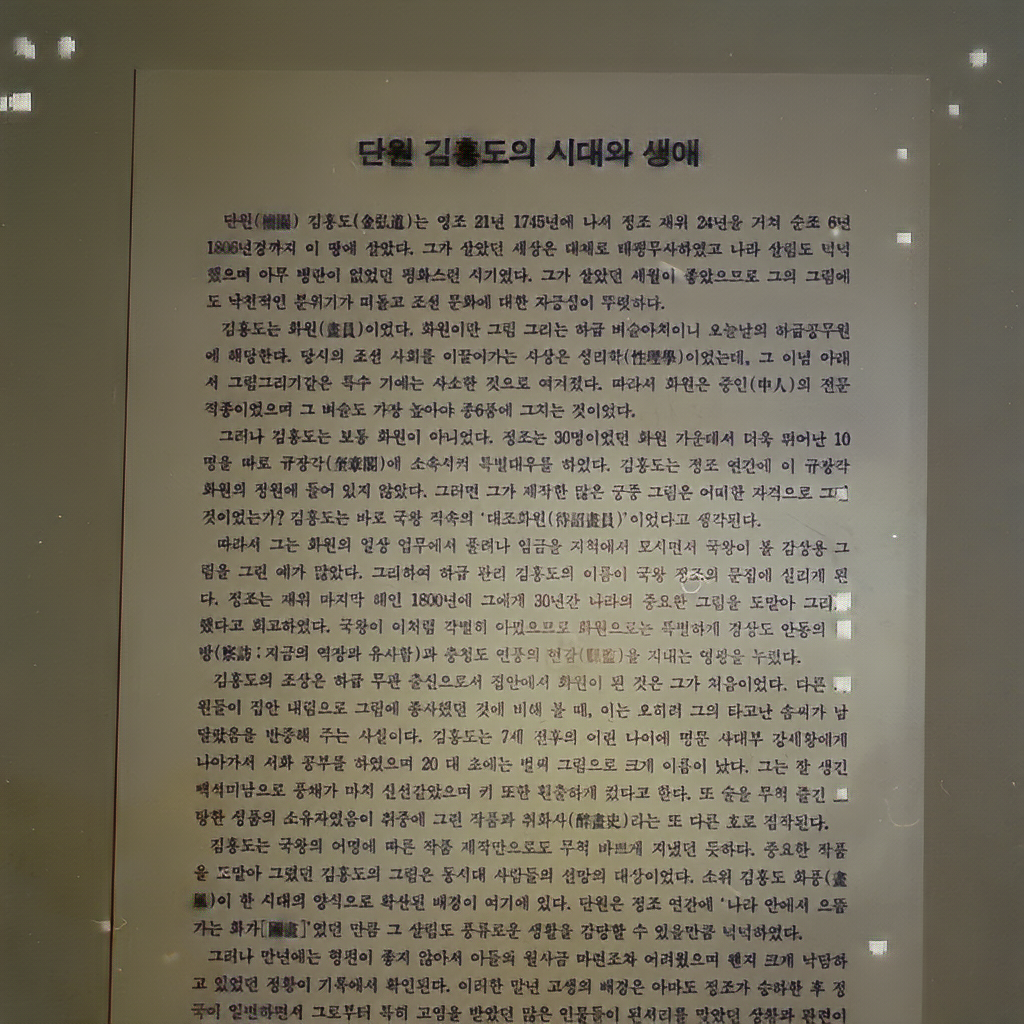 단원 김홍도의 시대와 생애
단원(檀園) 김홍도(金弘道)는 영조 21년 1745년에 나서 정조 재위 24년을 거쳐 순조 6년
1806년경까지 이 땅에 살았다. 그가 살았던 세상은 대체로 태평무사하였고 나라 살림도 넉넉
했으며 아무 병란이 없었던 평화스런 시기였다. 그가 살았던 세월이 좋았으므로 그의 그림에
도 낙천적인 분위기가 떠돌고 조선 문화에 대한 자긍심이 뚜렷하다.
김홍도는 화원(畫員)이었다. 화원이란 그림 그리는 하급 벼슬아치이니 오늘날의 하급공무원
에 해당한다. 당시의 조선 사회를 이끌어가는 사상은 성리학(性理學)이었는데, 그 이념 아래
서 그림그리기같은 특수 기예는 사소한 것으로 여겨졌다. 따라서 화원은 중인(中人)의 전문
직종이었으며 그 벼슬도 가장 높아야 종6품에 그치는 것이었다.
그러나 김홍도는 보통 화원이 아니었다. 정조는 30명이었던 화원 가운데서 더욱 뛰어난 10
명을 따로 규장각(奎章閣)에 소속시켜 특별대우를 하였다. 김홍도는 정조 연간에 이 규장각
화원의 정원에 들어 있지 않았다. 그러면 그가 제작한 많은 궁중 그림은 어떠한 자격으로
것이었는가? 김홍도는 바로 국왕 직속의 '대조화원(待詔畫員)'이었다고 생각된다.
따라서 그는 화원의 일상 업무에서 풀려나 임금을 지척에서 모시면서 국왕이 볼 감상용 그
림을 그린 예가 많았다. 그리하여 하급 관리 김홍도의 이름이 국왕 정조의 문집에 실리게 된
다. 정조는 재위 마지막 해인 1800년에 그에게 30년간 나라의 중요한 그림을 도맡아
했다고 회고하였다. 국왕이 이처럼 각별히 아꼈으므로 화원으로는 특별하게 경상도 안동의
방(察訪:지금의 역장과 유사함)과 충청도 연풍의 현감(縣監)을 지내는 영광을 누렸다.
김홍도의 조상은 하급 무관 출신으로서 집안에서 화원이 된 것은 그가 처음이었다. 다른
원들이 집안 내림으로 그림에 종사했던 것에 비해 볼 때, 이는 오히려 그의 타고난 솜씨가 남
달랐음을 반증해 주는 사실이다. 김홍도는 7세 전후의 어린 나이에 명문 사대부 강세황에게
나아가서 서화 공부를 하였으며 20 대 초에는 벌써 그림으로 크게 이름이 났다. 그는 잘 생긴
백석미남으로 풍채가 마치 신선같았으며 키 또한 훤출하게 컸다고 한다. 또 술을 무척 즐긴
탕한 성품의 소유자였음이 취중에 그린 작품과 취화사(醉畫史)라는 또 다른 호로 짐작된다.
김홍도는 국왕의 어명에 따른 작품 제작만으로도 무척 바쁘게 지냈던 듯하다. 중요한 작품
을 도맡아 그렸던 김홍도의 그림은 동시대 사람들의 선망의 대상이었다. 소위 김홍도 화풍(畫
風)이 한 시대의 양식으로 확산된 배경이 여기에 있다. 단원은 정조 연간에 '나라 안에서 으뜸
가는 화가[國畫]'였던 만큼 그 살림도 풍류로운 생활을 감당할 수 있을만큼 넉넉하였다.
그러나 만년에는 형편이 좋지 않아서 아들의 월사금 마련조차 어려웠으며 왠지 크게 낙담하
고 있었던 정황이 기록에서 확인된다. 이러한 말년 고생의 배경은 아마도 정조가 승하한 후 정
국이 일변하면서 그로부터 특히 고임을 받았던 많은 인물들이 된서리를 맞았던 상황과 관련이